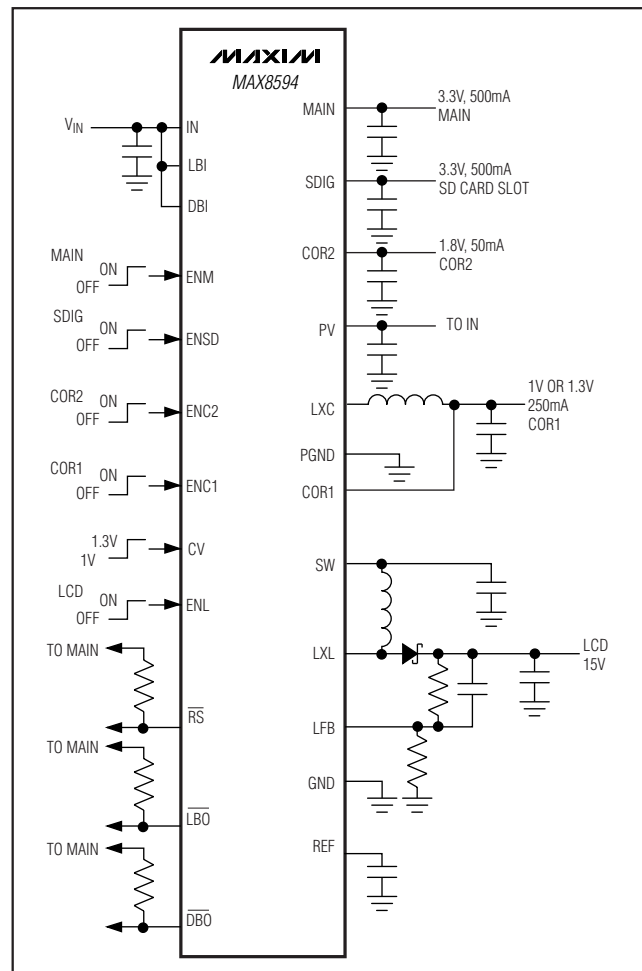 MAXIM
MAX8594
VIN
IN
LBI
DBI
MAIN
ON
OFF
ENM
SDIG
ON
OFF
ENSD
COR2
ON
OFF
ENC2
COR1
ON
OFF
ENC1
1.3V
1V
CV
LCD
ON
OFF
ENL
TO MAIN
RS
TO MAIN
LBO
TO MAIN
DBO
MAIN
3.3V, 500mA
MAIN
SDIG
3.3V, 500mA
SD CARD SLOT
COR2
1.8V, 50mA
COR2
PV
TO IN
LXC
1V OR 1.3V
250mA
COR1
PGND
COR1
SW
LXL
LCD
15V
LFB
GND
REF